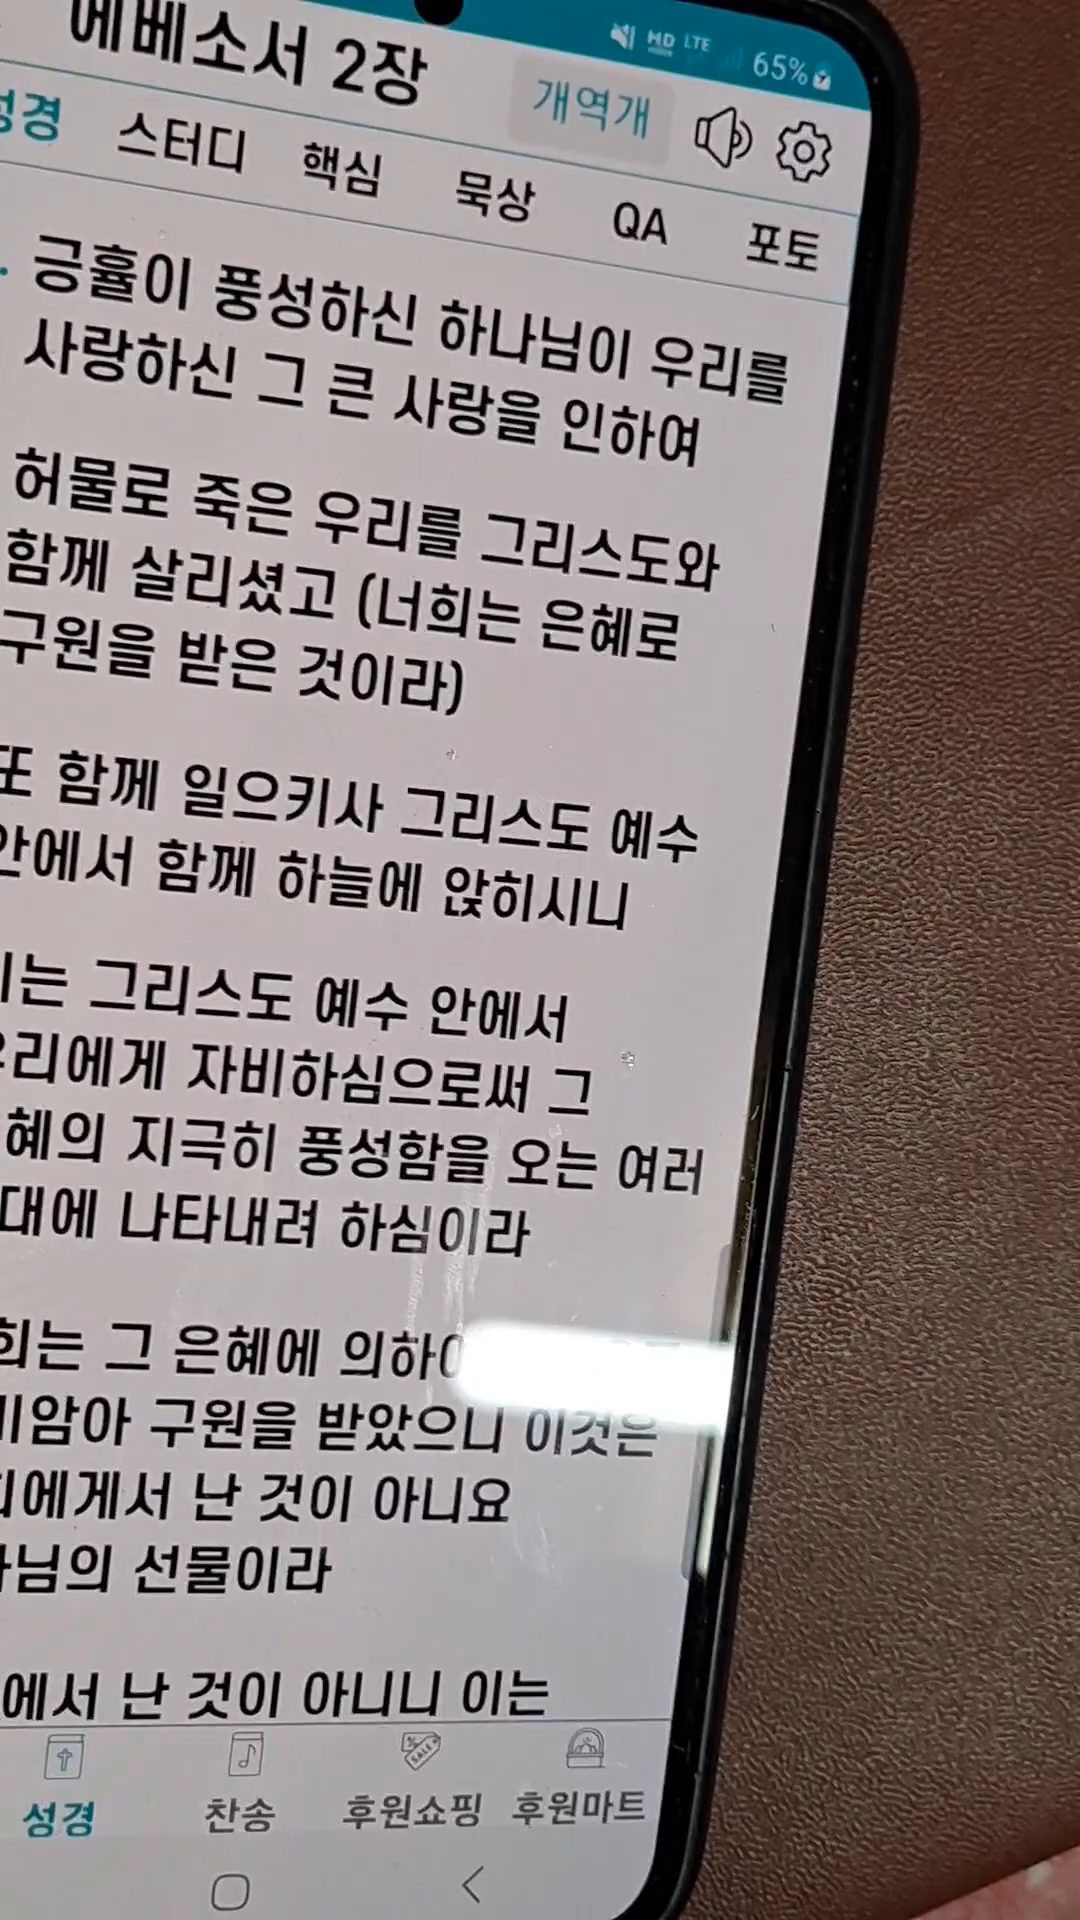 에베소서 2장
HD LTE 65%
성경 스터디 핵심 묵상 QA 포토
개역개
긍휼이 풍성하신 하나님이 우리를
사랑하신 그 큰 사랑을 인하여
허물로 죽은 우리를 그리스도와
함께 살리셨고 (너희는 은혜로
구원을 받은 것이라)
또 함께 일으키사 그리스도 예수
안에서 함께 하늘에 앉히시니
이는 그리스도 예수 안에서
우리에게 자비하심으로써 그
혜의 지극히 풍성함을 오는 여러
대에 나타내려 하심이라
희는 그 은혜에 의하여
미암아 구원을 받았으니 이것은
희에게서 난 것이 아니요
나님의 선물이라
에서 난 것이 아니니 이는
SALE
성경 찬송 후원쇼핑 후원마트